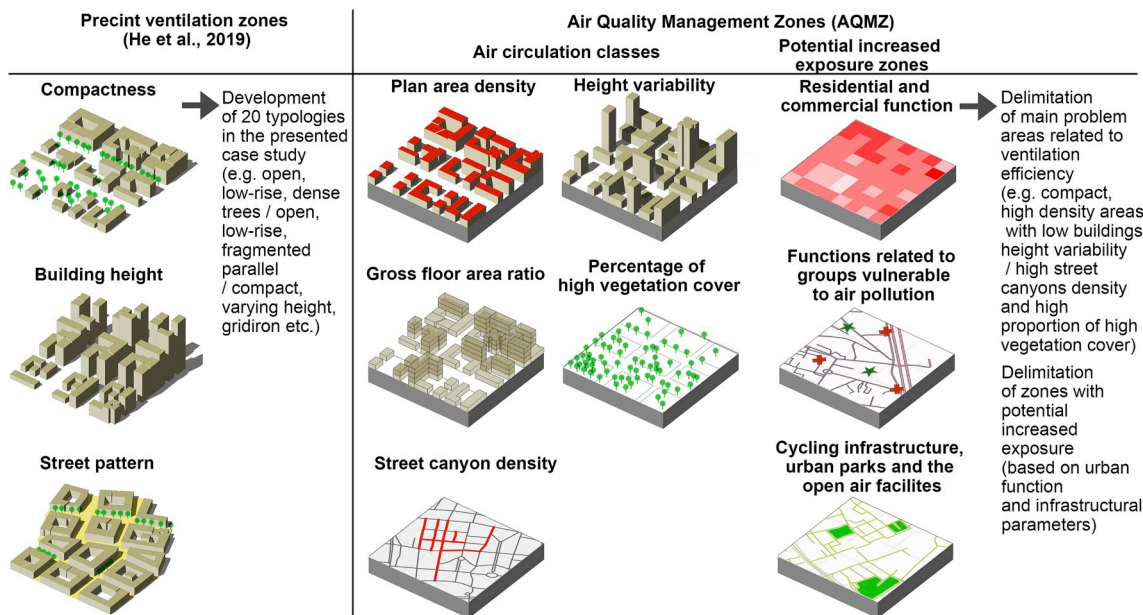 Precint ventilation zones
(He et al., 2019)
Air Quality Management Zones (AQMZ)
Air circulation classes
Potential increased
exposure zones
Compactness
Development
of 20 typologies
in the presented
case study
(e.g. open,
low-rise, dense
trees / open,
low-rise,
fragmented
parallel
/ compact,
varying height,
gridiron etc.)
Building height
Street pattern
Plan area density
Height variability
Gross floor area ratio
Percentage of
high vegetation cover
Street canyon density
Residential and
commercial function
Functions related to
groups vulnerable
to air pollution
Cycling infrastructure,
urban parks and the
open air facilites
Delimitation
of main problem
areas related to
ventilation
efficiency
(e.g. compact,
high density areas
with low buildings
height variability
/ high street
canyons density
and high
proportion of high
vegetation cover)
Delimitation
of zones with
potential
increased
exposure
(based on urban
function
and infrastructural
parameters)